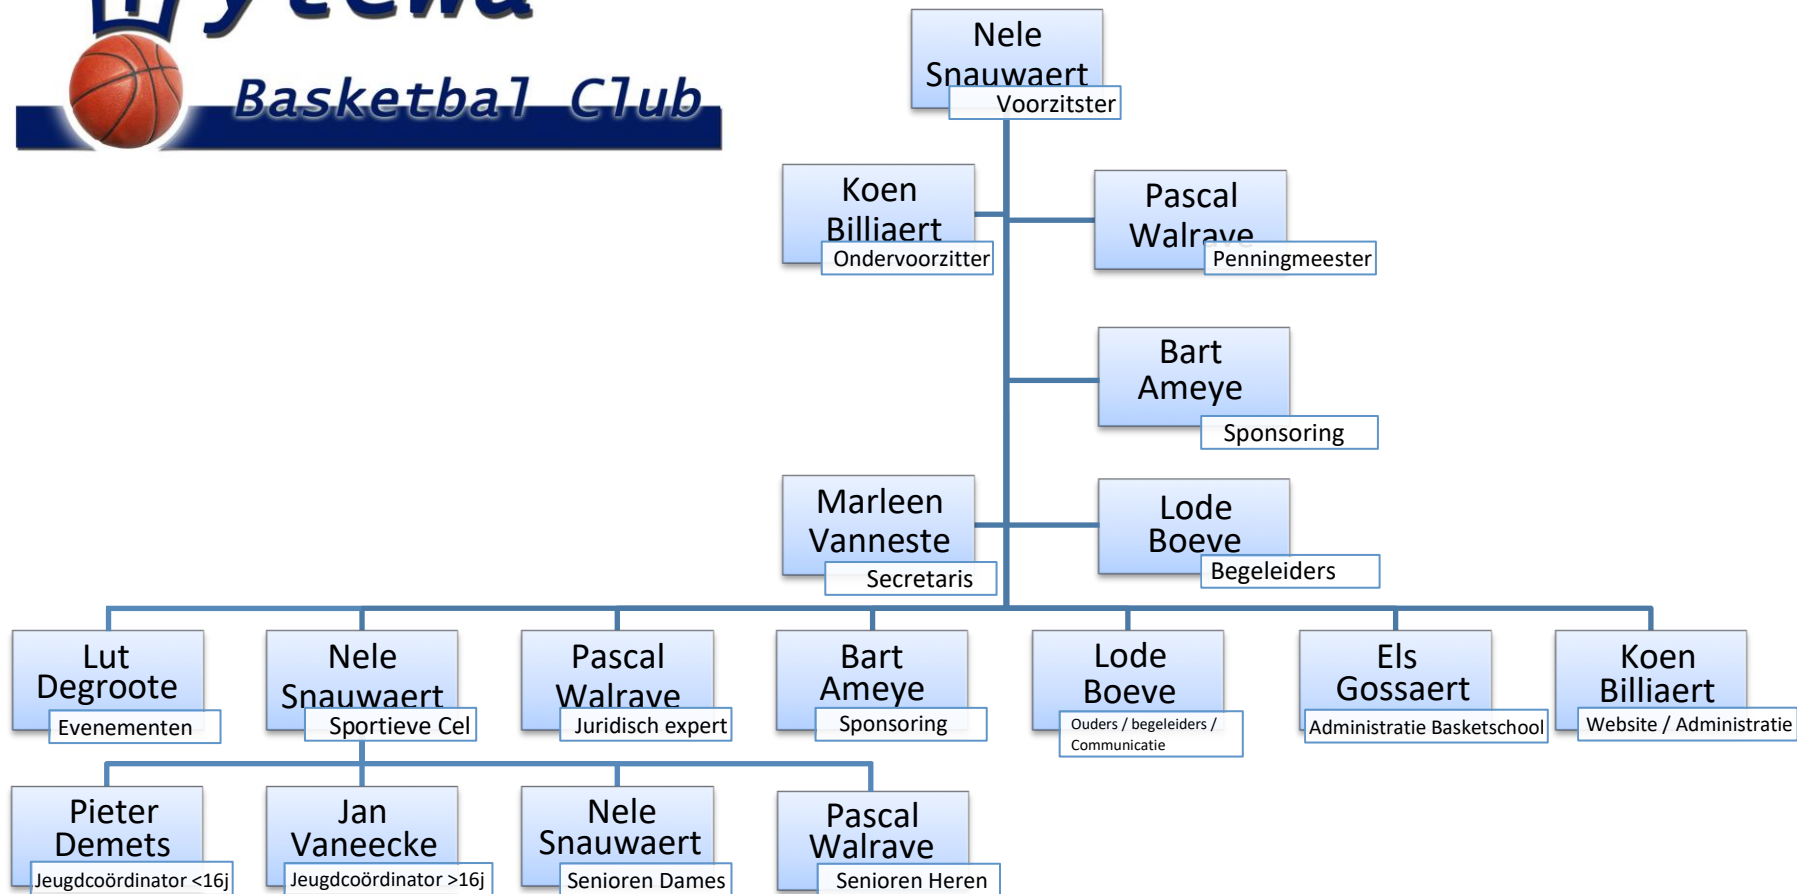 Basketbal Club
Nele
Snauwaert
Voorzitster
Koen
Billiaert
Ondervoorzitter
Pascal
Walrave
Penningmeester
Bart
Ameye
Sponsoring
Marleen
Vanneste
Secretaris
Lode
Boeve
Begeleiders
Lut
Degroote
Evenementen
Nele
Snauwaert
Sportieve Cel
Pascal
Walrave
Juridisch expert
Bart
Ameye
Sponsoring
Lode
Boeve
Ouders / begeleiders /
Communicatie
Els
Gossaert
Administratie Basketschool
Koen
Billiaert
Website / Administratie
Pieter
Demets
Jeugdcoördinator <16j
Jan
Vaneecke
Jeugdcoördinator >16j
Nele
Snauwaert
Senioren Dames
Pascal
Walrave
Senioren Heren